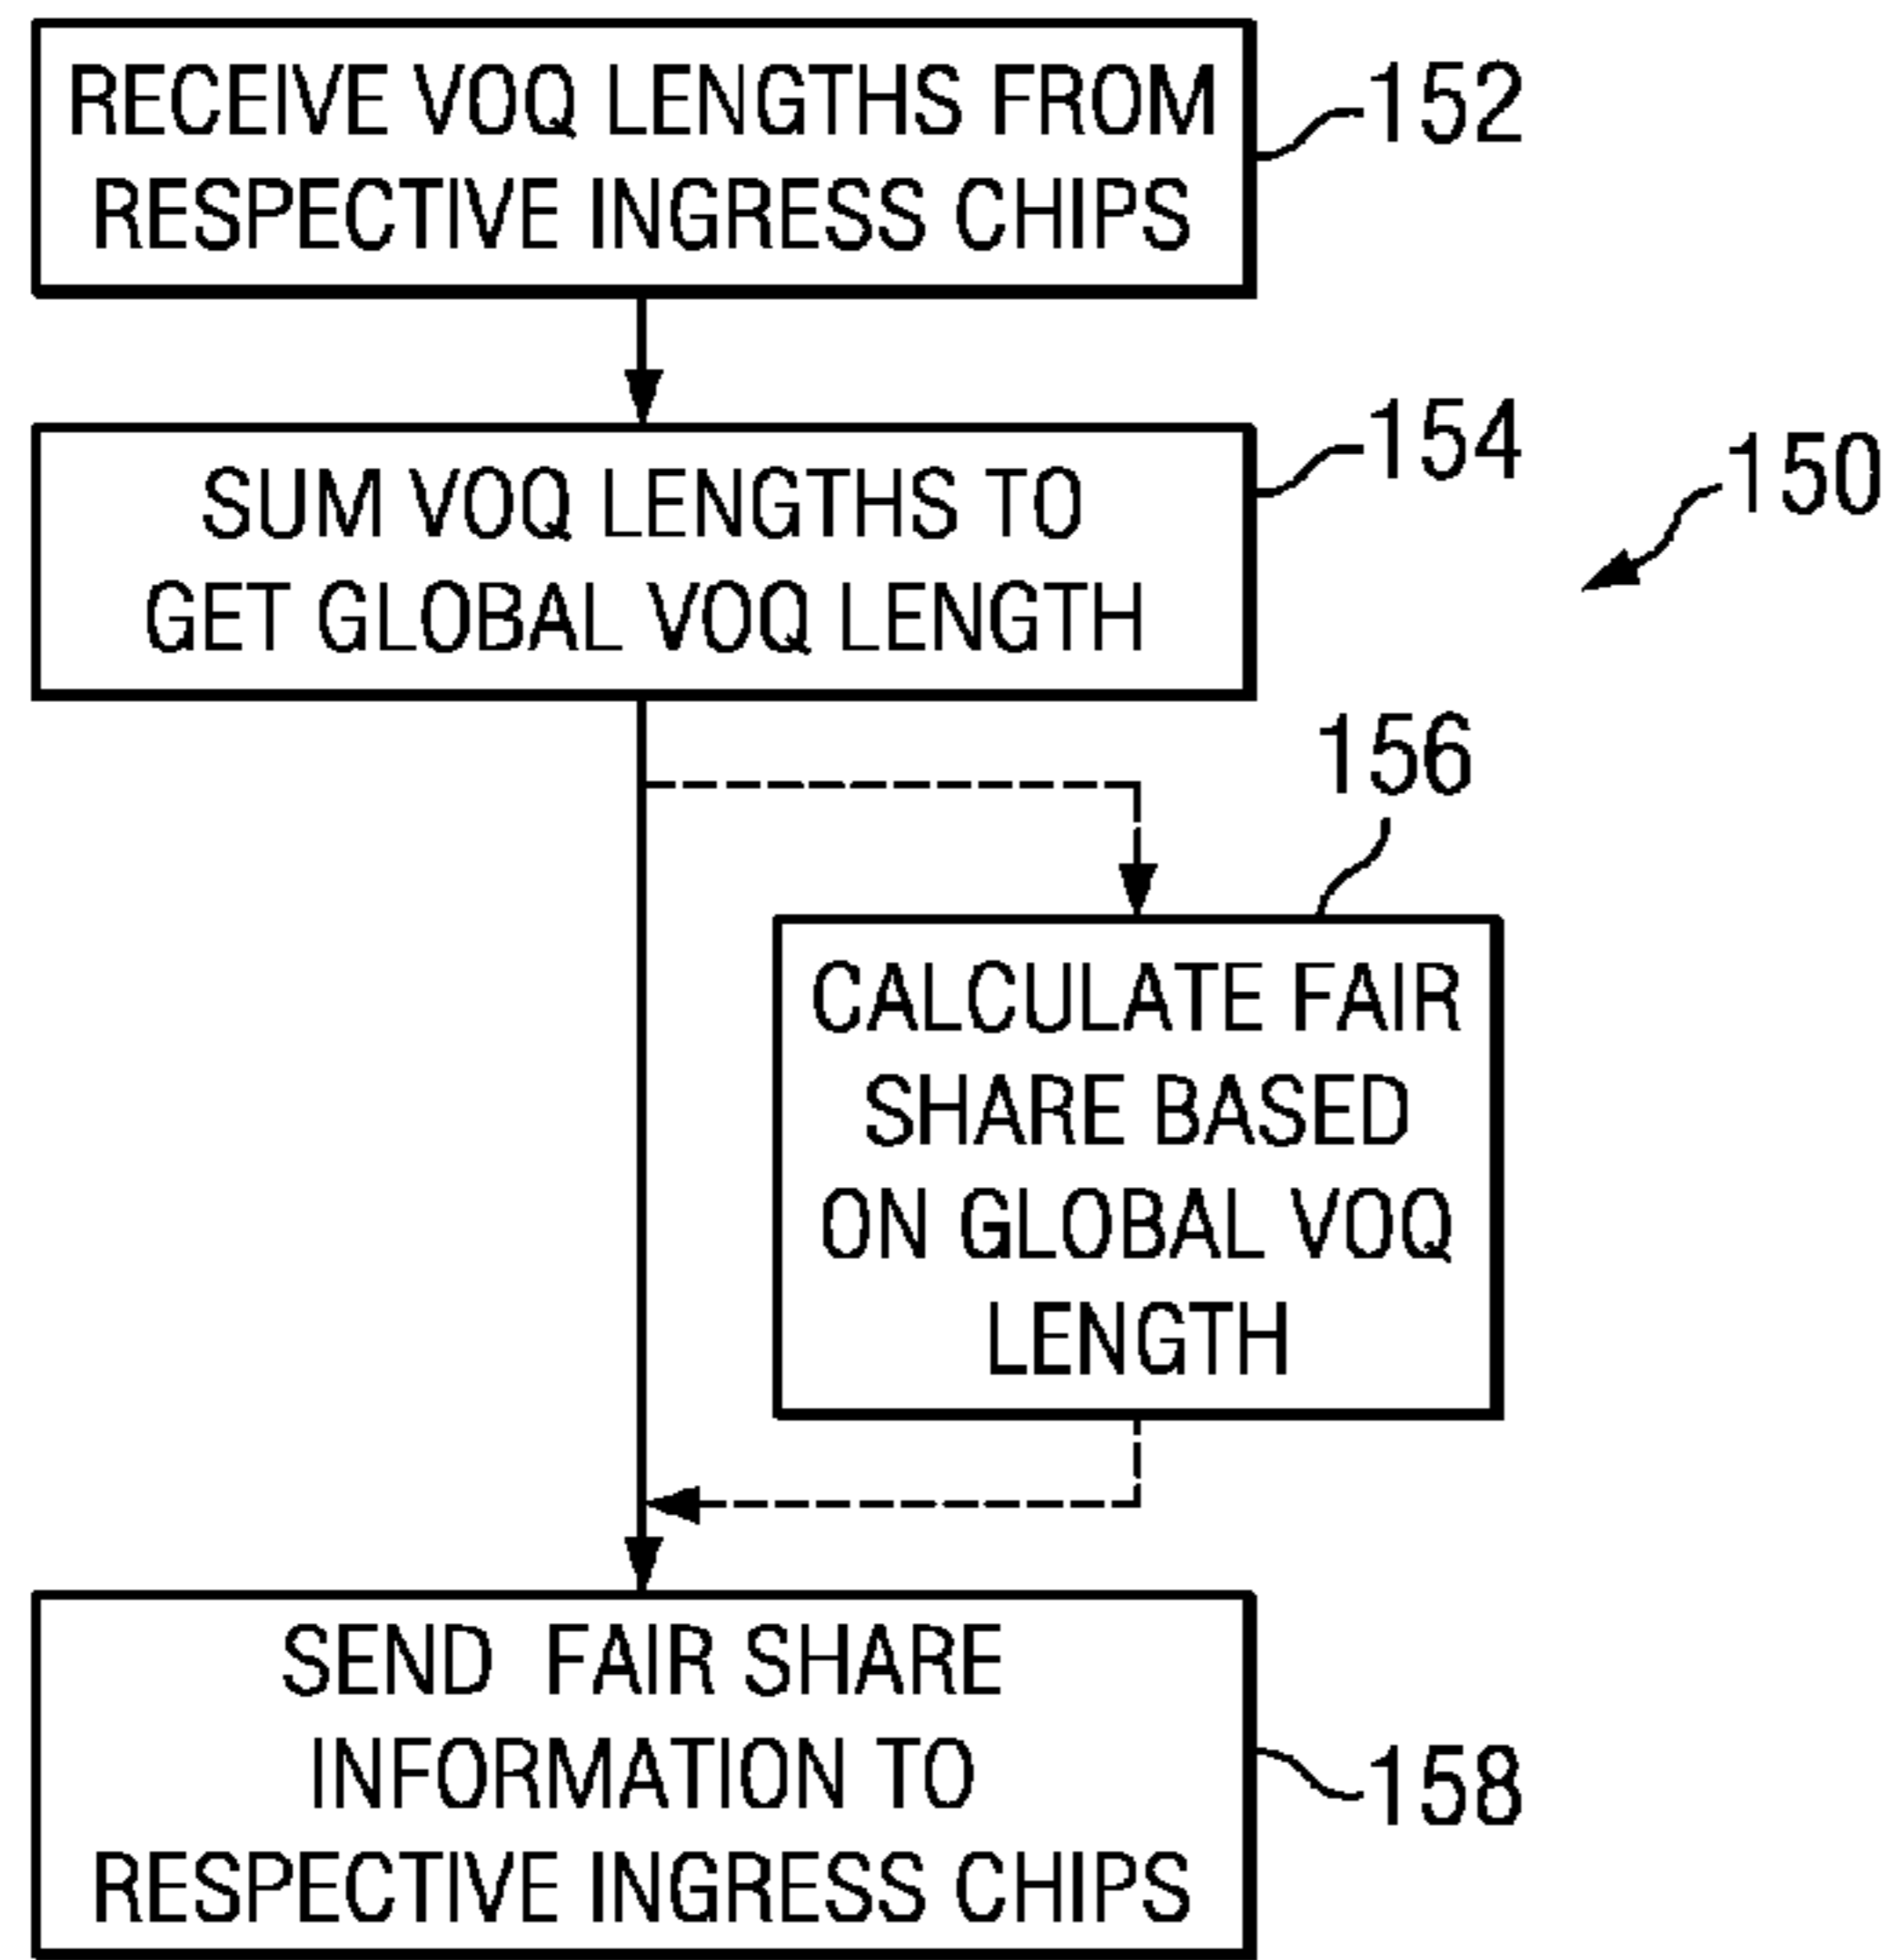 RECEIVE VOQ LENGTHS FROM
RESPECTIVE INGRESS CHIPS
152
SUM VOQ LENGTHS TO
GET GLOBAL VOQ LENGTH
154
150
156
CALCULATE FAIR
SHARE BASED
ON GLOBAL VOQ
LENGTH
SEND FAIR SHARE
INFORMATION TO
RESPECTIVE INGRESS CHIPS
158